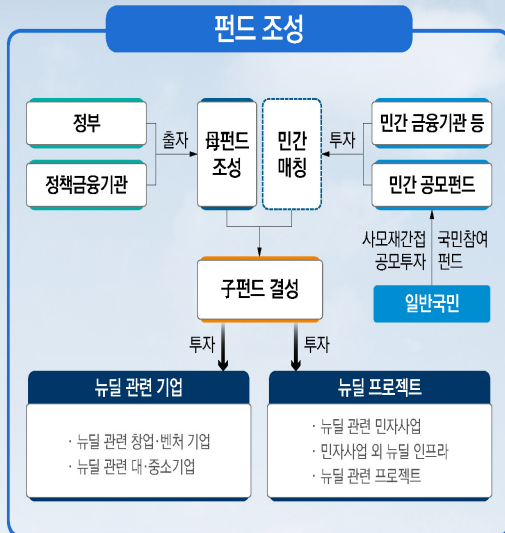 펀드 조성
정부
정책금융기관
출자
母펀드
조성
민간
매칭
투자
민간 금융기관 등
민간 공모펀드
사모재간접
공모투자
국민참여
펀드
일반국민
子펀드 결성
투자
투자
뉴딜 관련 기업
· 뉴딜 관련 창업·벤처 기업
· 뉴딜 관련 대·중소기업
뉴딜 프로젝트
· 뉴딜 관련 민자사업
· 민자사업 외 뉴딜 인프라
· 뉴딜 관련 프로젝트